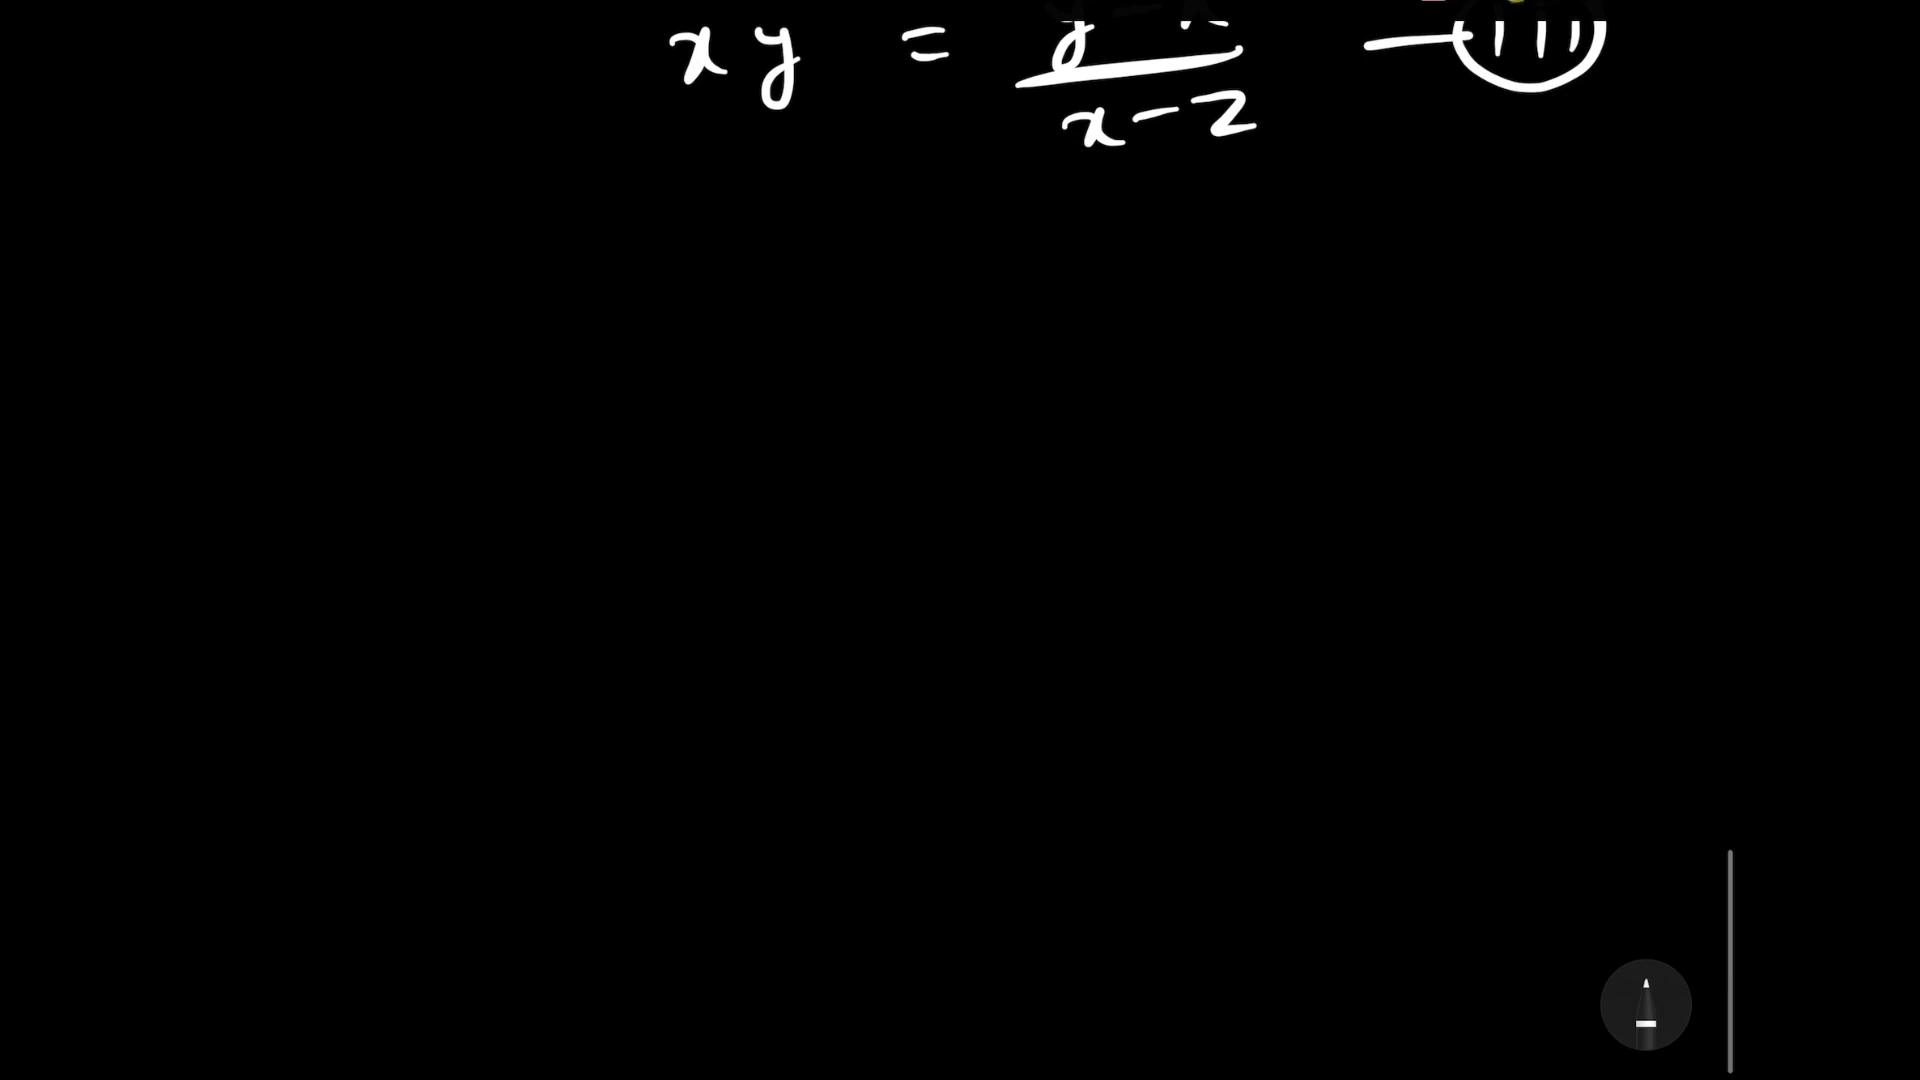 xy = y-x — (iii)
x-2